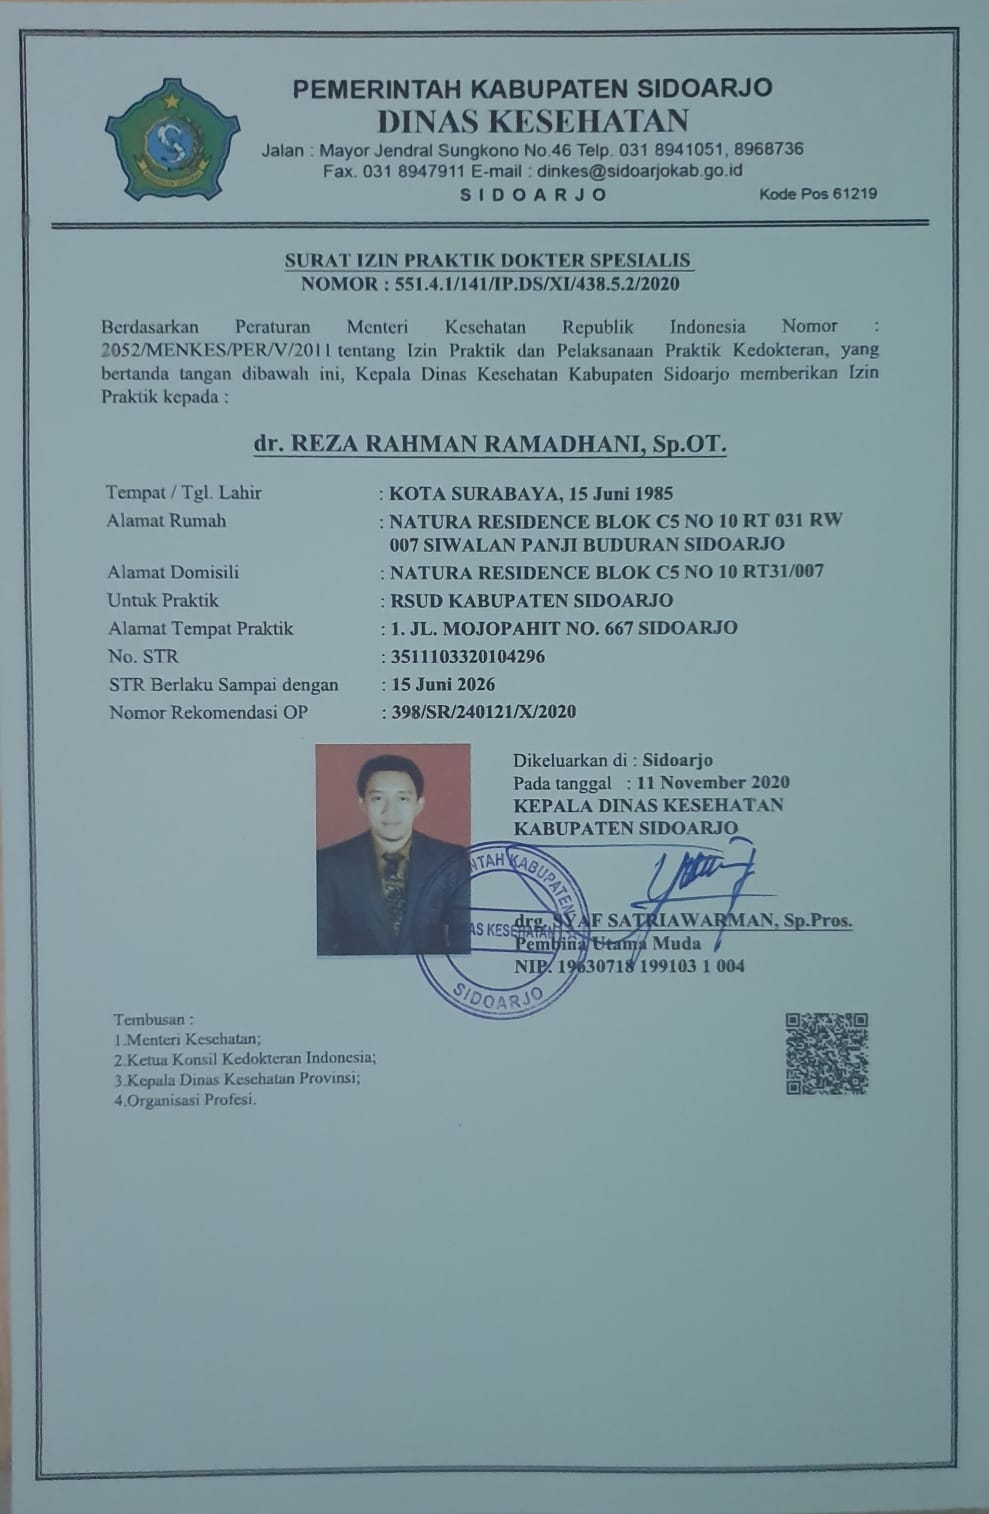 PEMERINTAH KABUPATEN SIDOARJO
DINAS KESEHATAN
Jalan : Mayor Jendral Sungkono No.46 Telp. 031 8941051, 8968736
Fax. 031 8947911 E-mail : dinkes@sidoarjokab.go.id
SIDOARJO Kode Pos 61219
SURAT IZIN PRAKTIK DOKTER SPESIALIS
NOMOR : 551.4.1/141/IP.DS/XI/438.5.2/2020
Berdasarkan Peraturan Menteri Kesehatan Republik Indonesia Nomor :
2052/MENKES/PER/V/2011 tentang Izin Praktik dan Pelaksanaan Praktik Kedokteran, yang
bertanda tangan dibawah ini, Kepala Dinas Kesehatan Kabupaten Sidoarjo memberikan Izin
Praktik kepada :
dr. REZA RAHMAN RAMADHANI, Sp.OT.
Tempat / Tgl. Lahir : KOTA SURABAYA, 15 Juni 1985
Alamat Rumah : NATURA RESIDENCE BLOK C5 NO 10 RT 031 RW
007 SIWALAN PANJI BUDURAN SIDOARJO
Alamat Domisili : NATURA RESIDENCE BLOK C5 NO 10 RT31/007
Untuk Praktik : RSUD KABUPATEN SIDOARJO
Alamat Tempat Praktik : 1. JL. MOJOPAHIT NO. 667 SIDOARJO
No. STR : 3511103320104296
STR Berlaku Sampai dengan : 15 Juni 2026
Nomor Rekomendasi OP : 398/SR/240121/X/2020
Dikeluarkan di : Sidoarjo
Pada tanggal : 11 November 2020
KEPALA DINAS KESEHATAN
KABUPATEN SIDOARJO
drg. SYAF SATRIAWARMAN, Sp.Pros.
Pembina Utama Muda
NIP. 19630718 199103 1 004
KABUPATEN
SIDOARJO
Tembusan :
1.Menteri Kesehatan;
2.Ketua Konsil Kedokteran Indonesia;
3.Kepala Dinas Kesehatan Provinsi;
4.Organisasi Profesi.